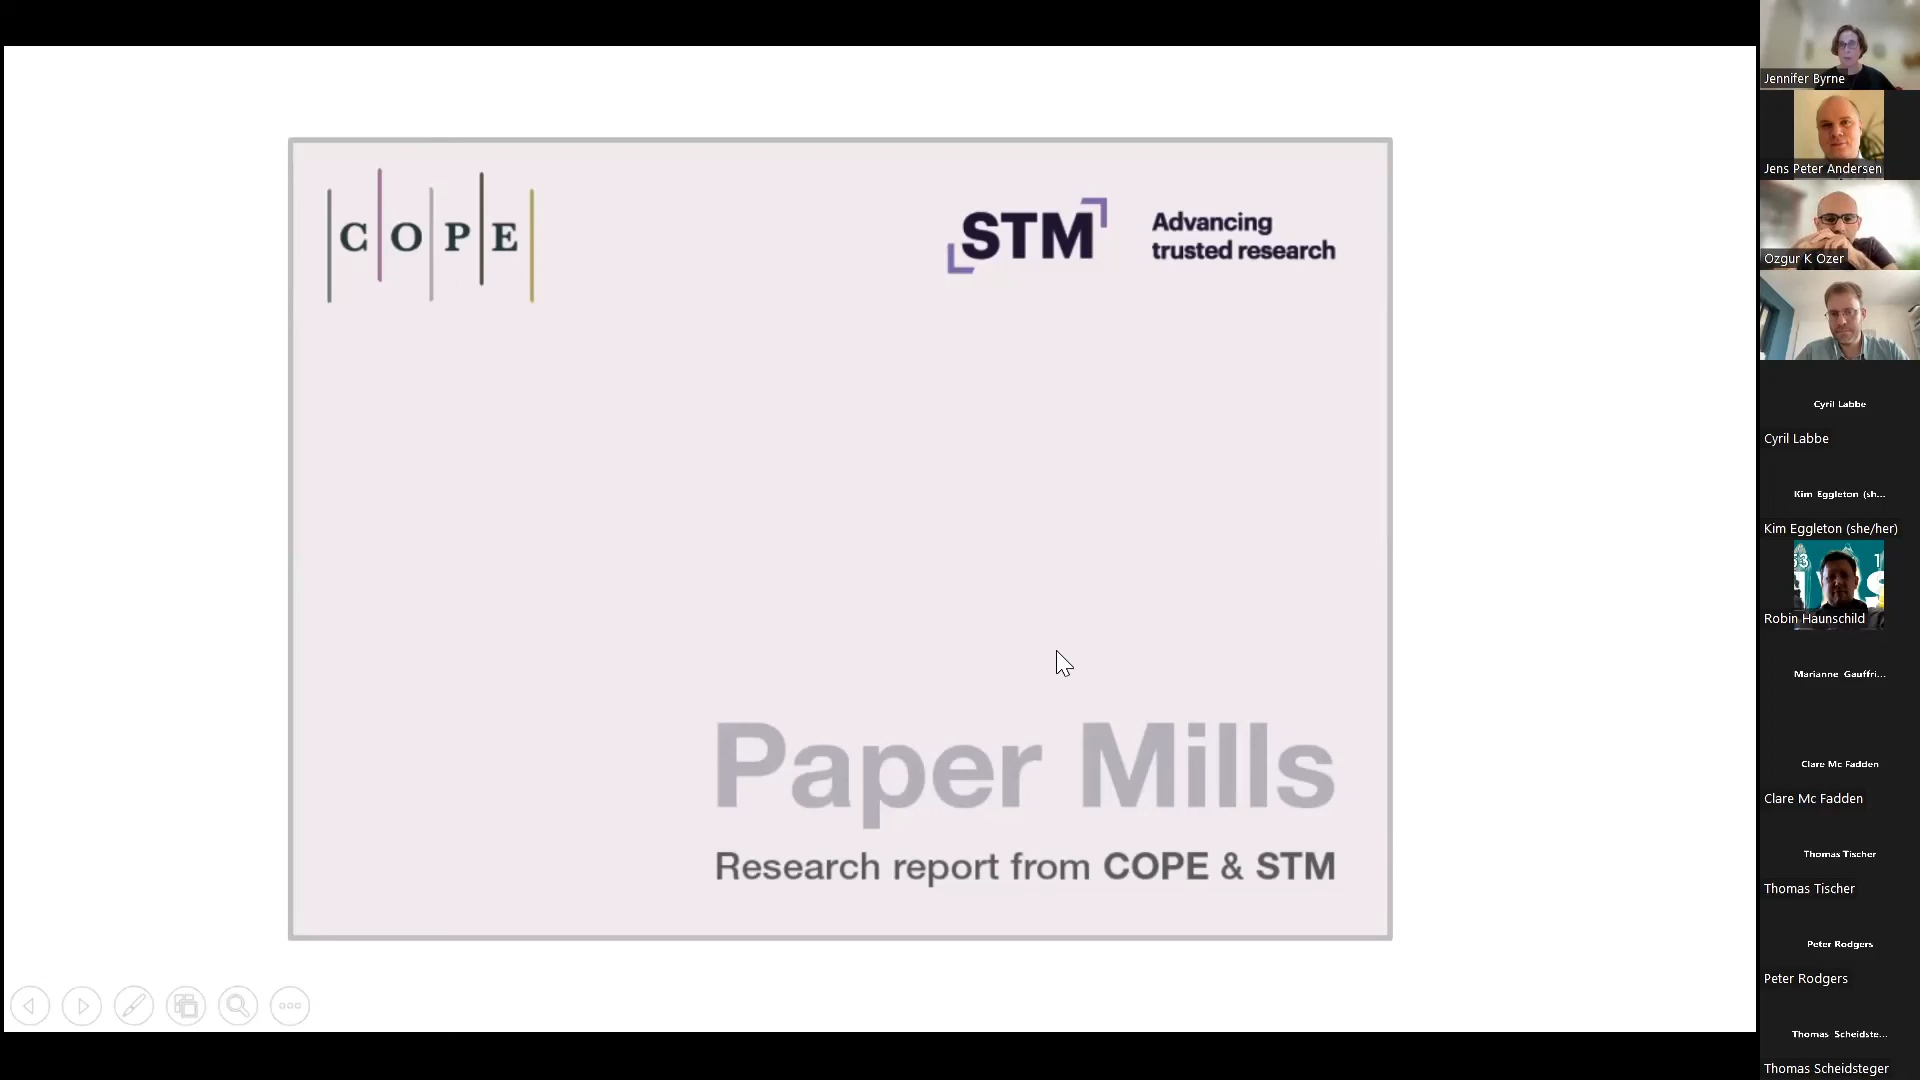 C O P E
STM
Advancing
trusted research
Paper Mills
Research report from COPE & STM
Jennifer Byrne
Jens Peter Andersen
Ozgur K Ozer
Cyril Labbe
Cyril Labbe
Kim Eggleton (sh...
Kim Eggleton (she/her)
Robin Haunschild
Marianne Gauffri...
Clare Mc Fadden
Clare Mc Fadden
Thomas Tischer
Thomas Tischer
Peter Rodgers
Peter Rodgers
Thomas Scheidste...
Thomas Scheidsteger